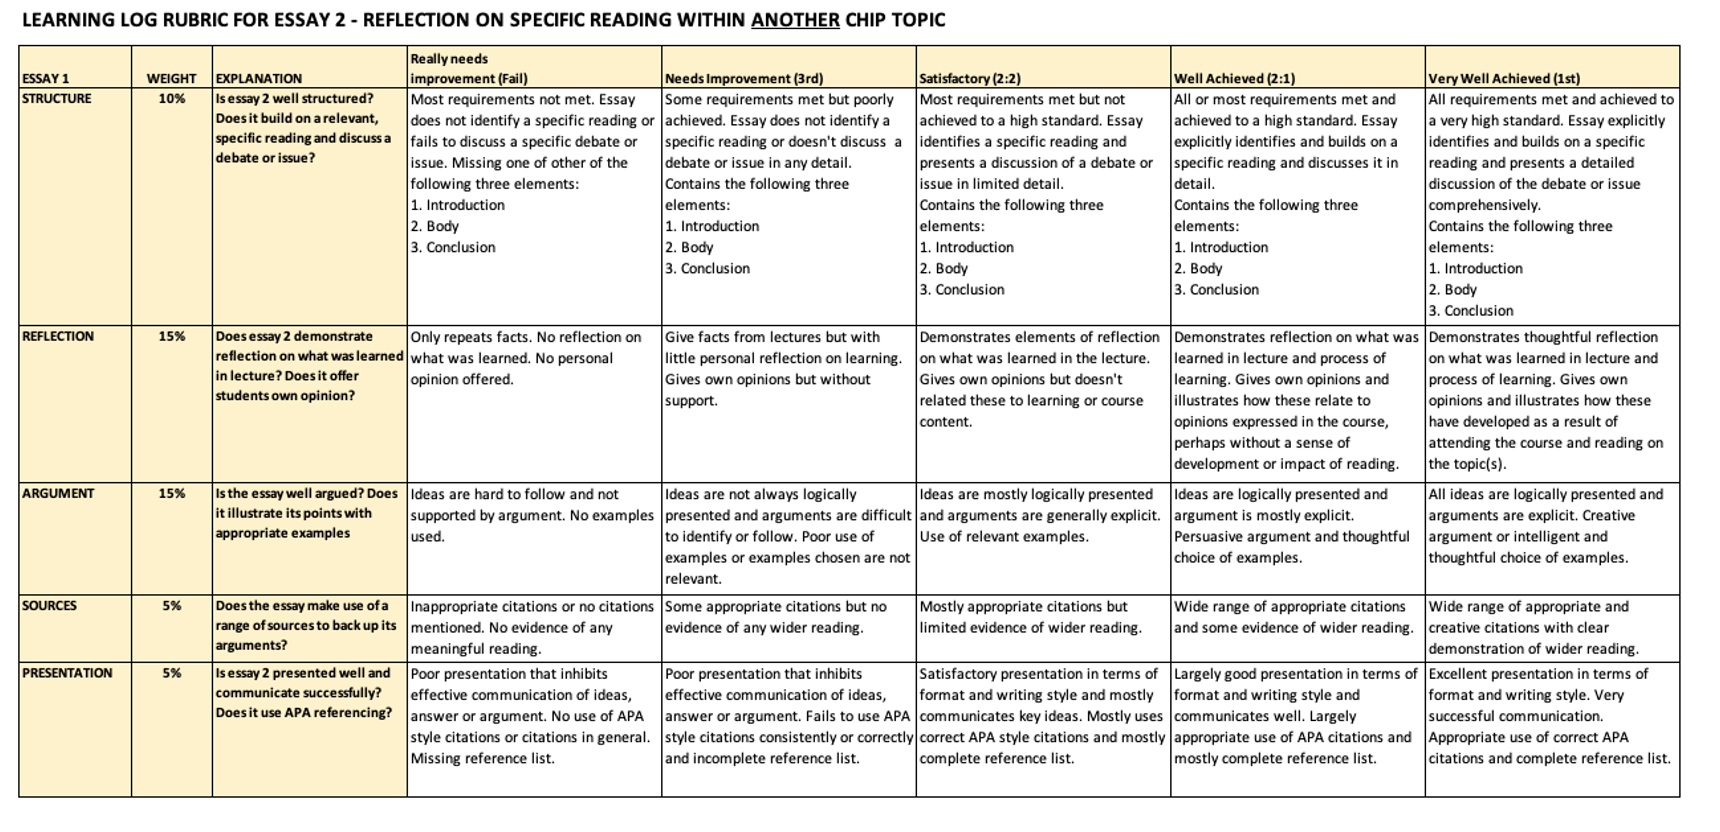 LEARNING LOG RUBRIC FOR ESSAY 2 - REFLECTION ON SPECIFIC READING WITHIN ANOTHER CHIP TOPIC
ESSAY 1
WEIGHT
EXPLANATION
Really needs
improvement (Fail)
Needs Improvement (3rd)
Satisfactory (2:2)
Well Achieved (2:1)
Very Well Achieved (1st)
STRUCTURE
10%
Is essay 2 well structured?
Does it build on a relevant,
specific reading and discuss a
debate or issue?
Most requirements not met. Essay
does not identify a specific reading or
fails to discuss a specific debate or
issue. Missing one of other of the
following three elements:
1. Introduction
2. Body
3. Conclusion
Some requirements met but poorly
achieved. Essay does not identify a
specific reading or doesn't discuss a
debate or issue in any detail.
Contains the following three
elements:
1. Introduction
2. Body
3. Conclusion
Most requirements met but not
achieved to a high standard. Essay
identifies a specific reading and
presents a discussion of a debate or
issue in limited detail.
Contains the following three
elements:
1. Introduction
2. Body
3. Conclusion
All or most requirements met and
achieved to a high standard. Essay
explicitly identifies and builds on a
specific reading and discusses it in
detail.
Contains the following three
elements:
1. Introduction
2. Body
3. Conclusion
All requirements met and achieved to
a very high standard. Essay explicitly
identifies and builds on a specific
reading and presents a detailed
discussion of the debate or issue
comprehensively.
Contains the following three
elements:
1. Introduction
2. Body
3. Conclusion
REFLECTION
15%
Does essay 2 demonstrate
reflection on what was learned
in lecture? Does it offer
students own opinion?
Only repeats facts. No reflection on
what was learned. No personal
opinion offered.
Give facts from lectures but with
little personal reflection on learning.
Gives own opinions but without
support.
Demonstrates elements of reflection
on what was learned in the lecture.
Gives own opinions but doesn't
related these to learning or course
content.
Demonstrates reflection on what was
learned in lecture and process of
learning. Gives own opinions and
illustrates how these relate to
opinions expressed in the course,
perhaps without a sense of
development or impact of reading.
Demonstrates thoughtful reflection
on what was learned in lecture and
process of learning. Gives own
opinions and illustrates how these
have developed as a result of
attending the course and reading on
the topic(s).
ARGUMENT
15%
Is the essay well argued? Does
it illustrate its points with
appropriate examples
Ideas are hard to follow and not
supported by argument. No examples
used.
Ideas are not always logically
presented and arguments are difficult
to identify or follow. Poor use of
examples or examples chosen are not
relevant.
Ideas are mostly logically presented
and arguments are generally explicit.
Use of relevant examples.
Ideas are logically presented and
argument is mostly explicit.
Persuasive argument and thoughtful
choice of examples.
All ideas are logically presented and
arguments are explicit. Creative
argument or intelligent and
thoughtful choice of examples.
SOURCES
5%
Does the essay make use of a
range of sources to back up its
arguments?
Inappropriate citations or no citations
mentioned. No evidence of any
meaningful reading.
Some appropriate citations but no
evidence of any wider reading.
Mostly appropriate citations but
limited evidence of wider reading.
Wide range of appropriate citations
and some evidence of wider reading.
Wide range of appropriate and
creative citations with clear
demonstration of wider reading.
PRESENTATION
5%
Is essay 2 presented well and
communicate successfully?
Does it use APA referencing?
Poor presentation that inhibits
effective communication of ideas,
answer or argument. No use of APA
style citations or citations in general.
Missing reference list.
Poor presentation that inhibits
effective communication of ideas,
answer or argument. Fails to use APA
style citations consistently or correctly
and incomplete reference list.
Satisfactory presentation in terms of
format and writing style and mostly
communicates key ideas. Mostly uses
correct APA style citations and mostly
complete reference list.
Largely good presentation in terms of
format and writing style and
communicates well. Largely
appropriate use of APA citations and
mostly complete reference list.
Excellent presentation in terms of
format and writing style. Very
successful communication.
Appropriate use of correct APA
citations and complete reference list.